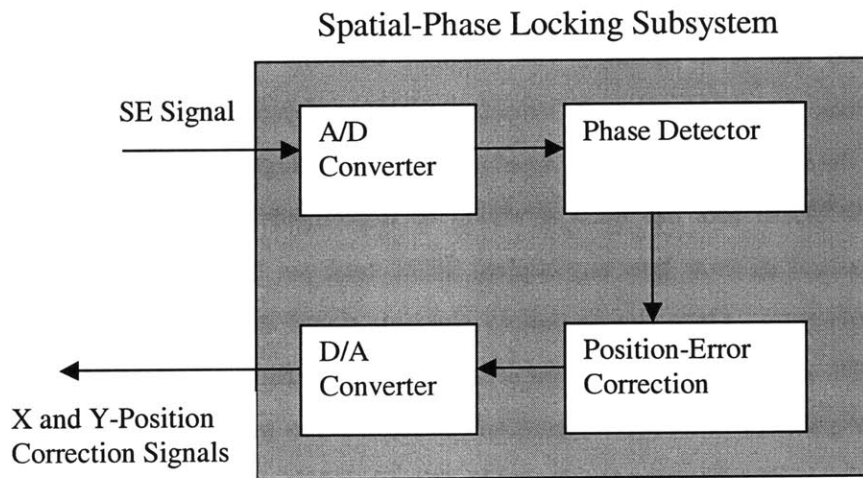 Spatial-Phase Locking Subsystem
SE Signal
A/D
Converter
Phase Detector
D/A
Converter
Position-Error
Correction
X and Y-Position
Correction Signals